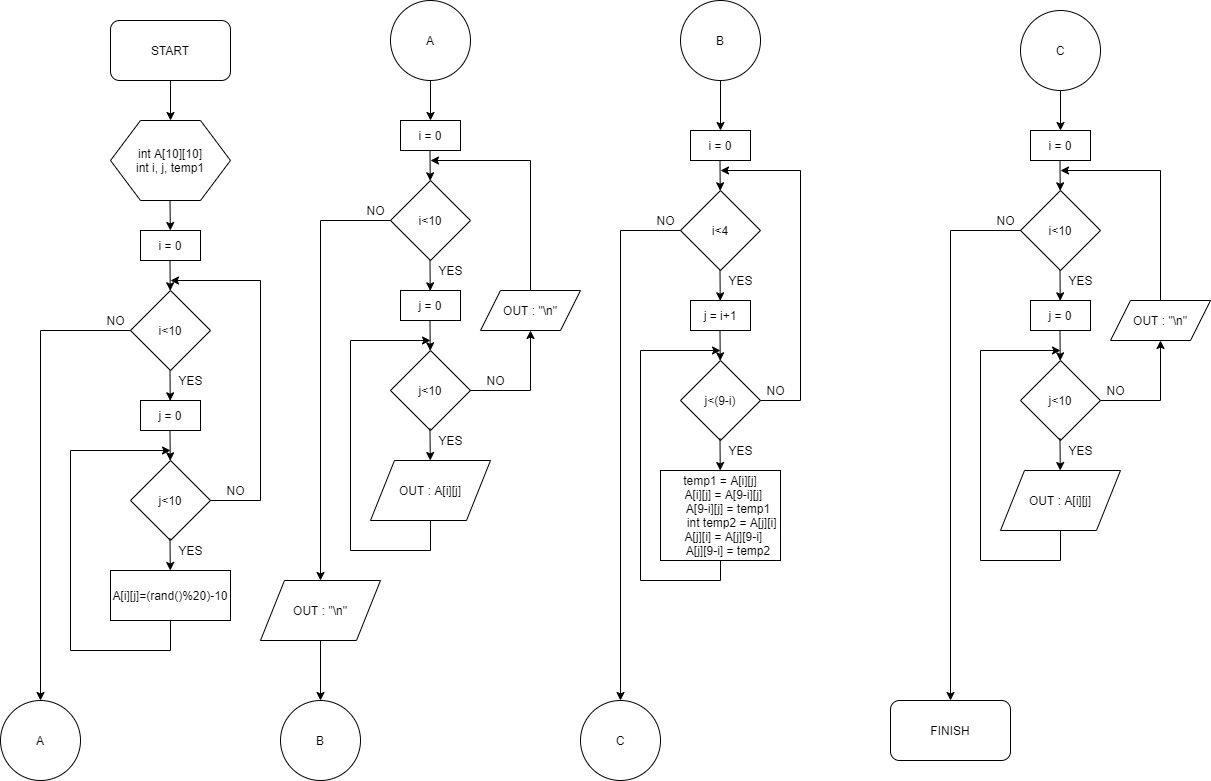 START
int A[10][10]
int i, j, temp1
i = 0
i<10
NO
YES
j = 0
j<10
NO
YES
A[i][j]=(rand()%20)-10
A
A
i = 0
i<10
NO
YES
j = 0
OUT : "\n"
j<10
NO
YES
OUT : A[i][j]
OUT : "\n"
B
B
i = 0
i<4
NO
YES
j = i+1
j<(9-i)
NO
YES
temp1 = A[i][j]
A[i][j] = A[9-i][j]
A[9-i][j] = temp1
int temp2 = A[j][i]
A[j][i] = A[j][9-i]
A[j][9-i] = temp2
C
C
i = 0
i<10
NO
YES
j = 0
OUT : "\n"
j<10
NO
YES
OUT : A[i][j]
FINISH